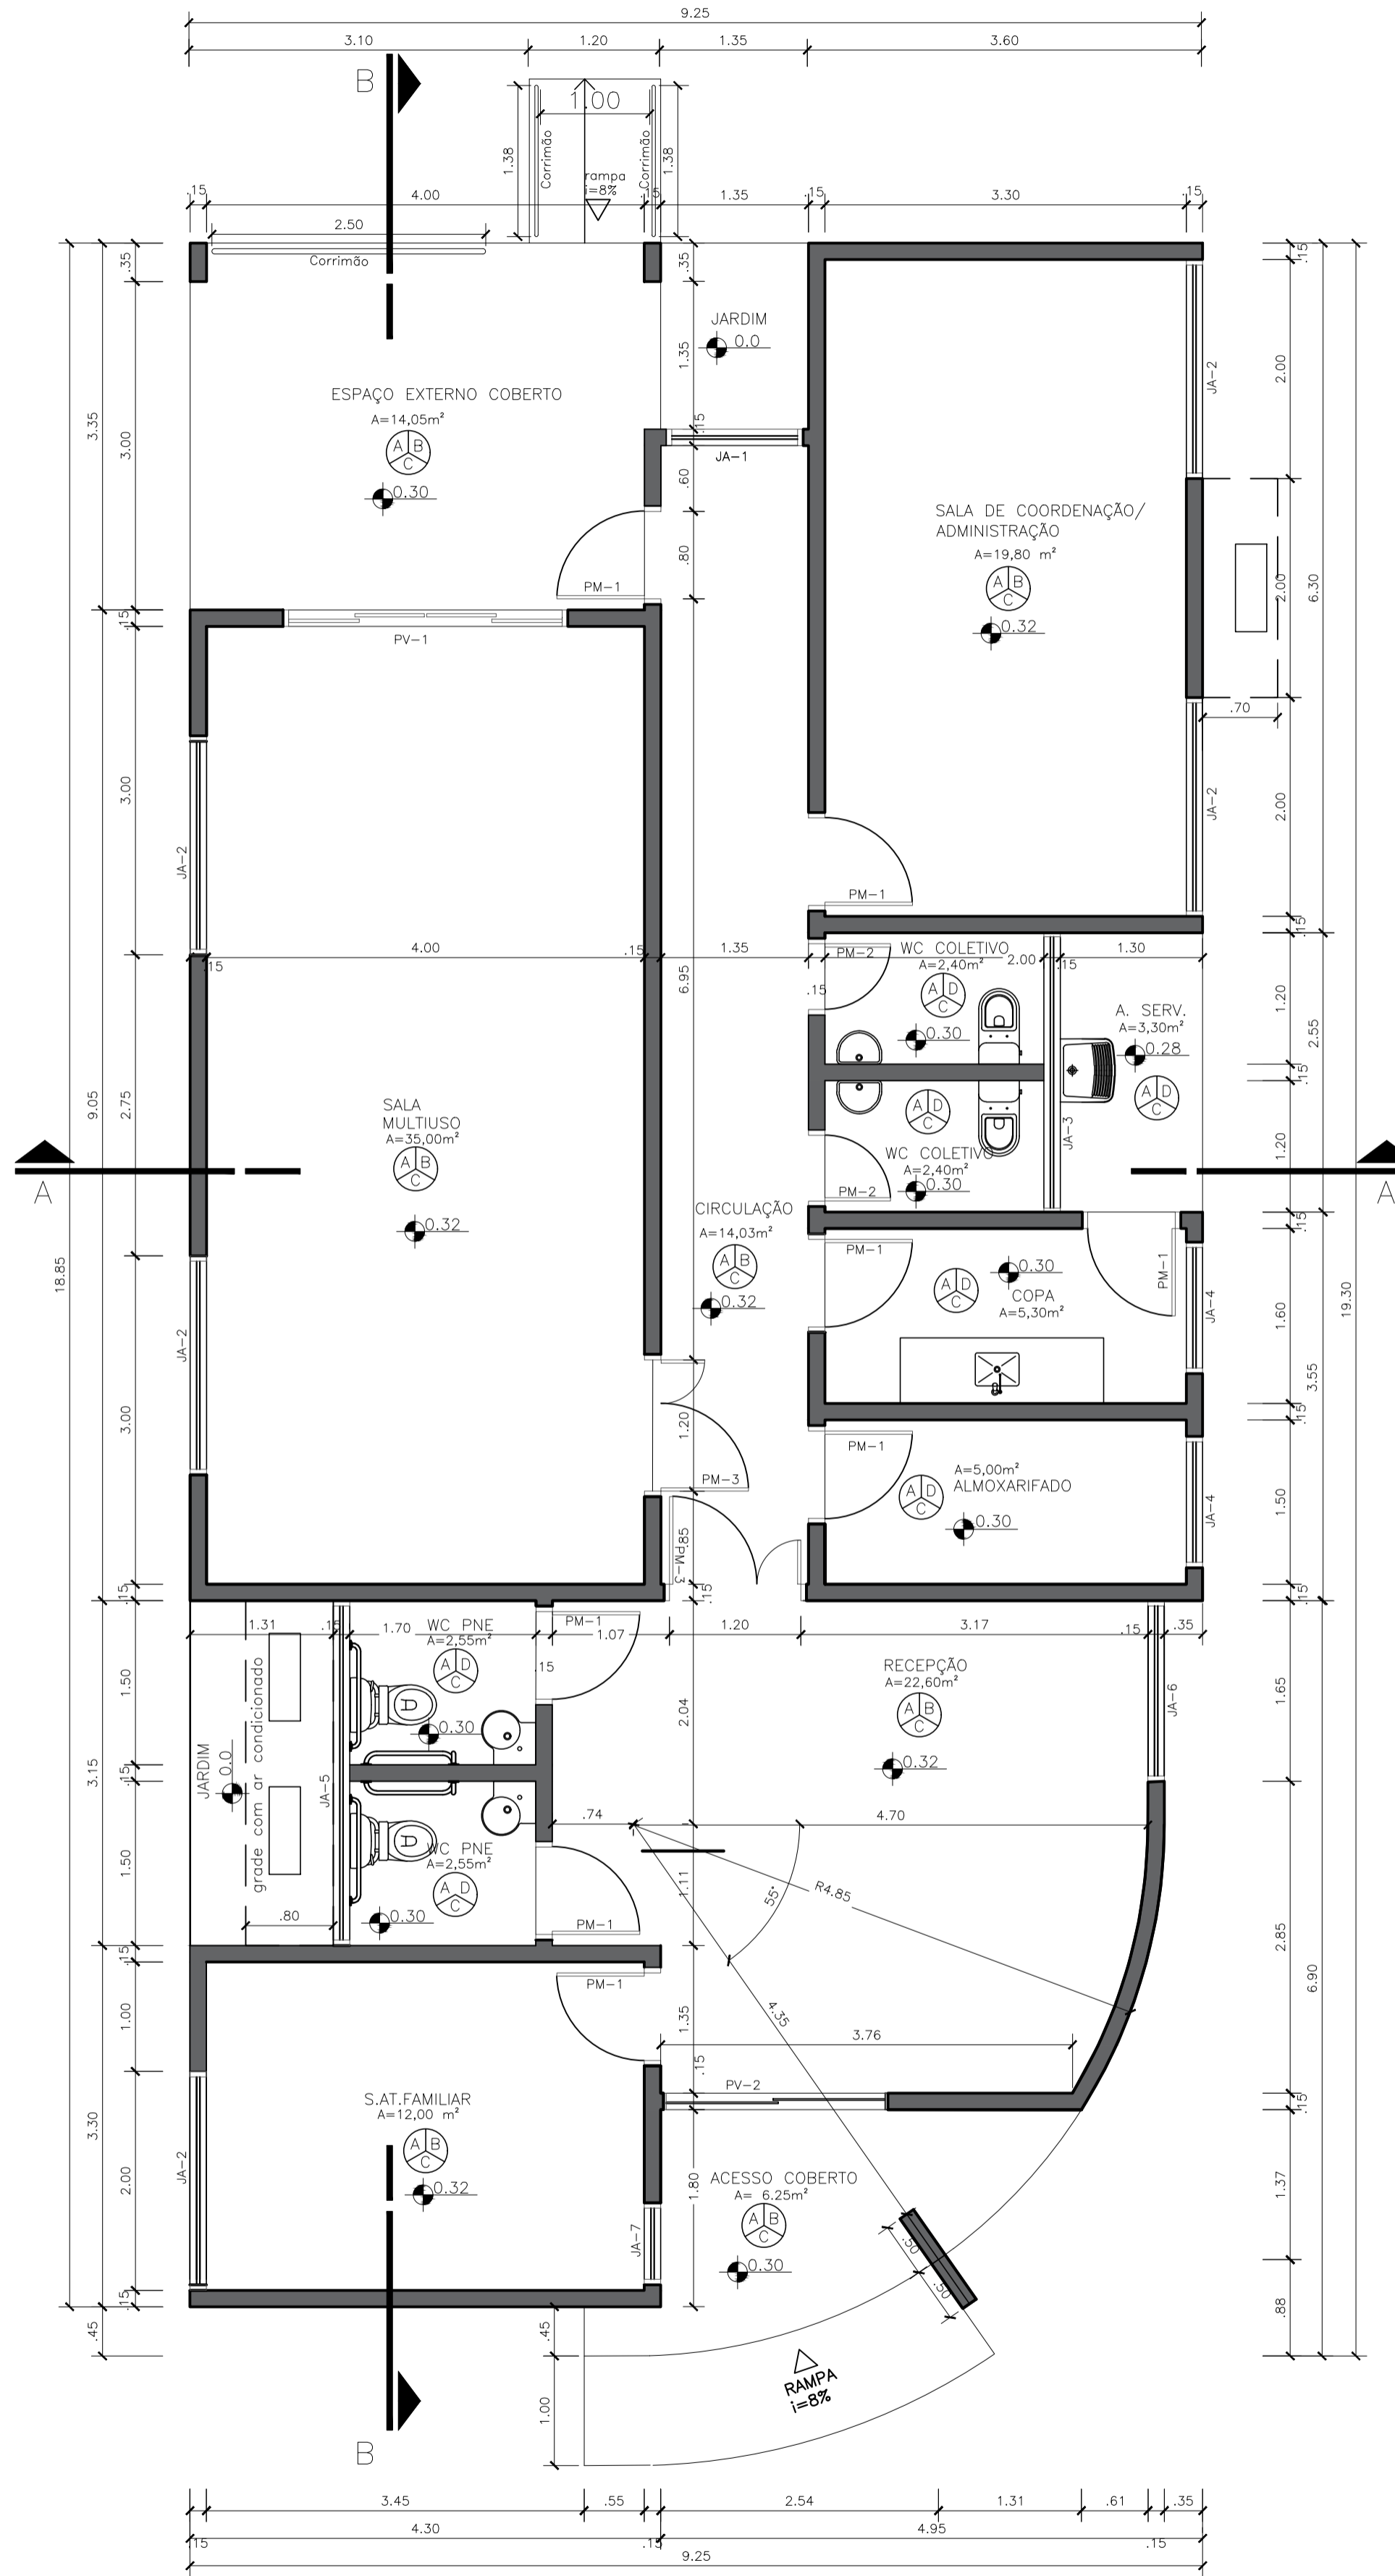 9.25
3.10
1.20
1.35
3.60
B
1.00
1.38
Corrimão
Corrimão
1.38
rampa
i=8%
.15
4.00
.15
1.35
.15
3.30
.15
2.50
Corrimão
.35
.35
.15
JARDIM
0.0
1.35
JA-2
2.00
ESPAÇO EXTERNO COBERTO
A=14,05m²
A B
C
0.30
3.35
3.00
.15
JA-1
.60
.80
PM-1
SALA DE COORDENAÇÃO/
ADMINISTRAÇÃO
A=19,80 m²
A B
C
0.32
2.00
6.30
.15
PV-1
.70
3.00
JA-2
JA-2
2.00
PM-1
.15
4.00
.15
.15
1.35
6.95
PM-2
WC COLETIVO
A=2,40m²
2.00
.15
1.30
.15
A D
C
0.30
A. SERV.
A=3,30m²
0.28
A D
C
1.20
2.55
.15
9.05
2.75
SALA
MULTIUSO
A=35,00m²
A B
C
0.32
A D
C
WC COLETIVO
A=2,40m²
0.30
PM-2
JA-3
1.20
A
A
18.85
CIRCULAÇÃO
A=14,03m²
A B
C
0.32
PM-1
A D
C
0.30
COPA
A=5,30m²
PM-1
JA-4
.15
1.60
19.30
3.55
.15
JA-2
3.00
1.20
PM-3
PM-1
A=5,00m²
ALMOXARIFADO
A D
C
0.30
JA-4
1.50
.58
PM-3
.15
.15
.15
1.31
.15
1.70
WC PNE
A=2,55m²
PM-1
1.07
1.20
3.17
.15
.35
A D
C
0.30
.15
1.50
JARDIM
0.0
grade com ar condicionado
JA-5
2.04
RECEPÇÃO
A=22,60m²
A B
C
0.32
JA-6
1.65
3.15
.15
.74
4.70
WC PNE
A=2,55m²
A D
C
0.30
1.50
.80
PM-1
1.11
55°
R4.85
2.85
6.90
.15
1.00
PM-1
1.35
4.35
3.76
.15
PV-2
.15
3.30
S.AT.FAMILIAR
A=12,00 m²
A B
C
0.32
JA-2
2.00
1.80
ACESSO COBERTO
A= 6.25m²
A B
C
0.30
JA-7
.50
.50
1.37
.88
.15
.45
.45
1.00
RAMPA
i=8%
B
3.45
.55
2.54
1.31
.61
.35
4.30
4.95
.15
.15
.15
9.25